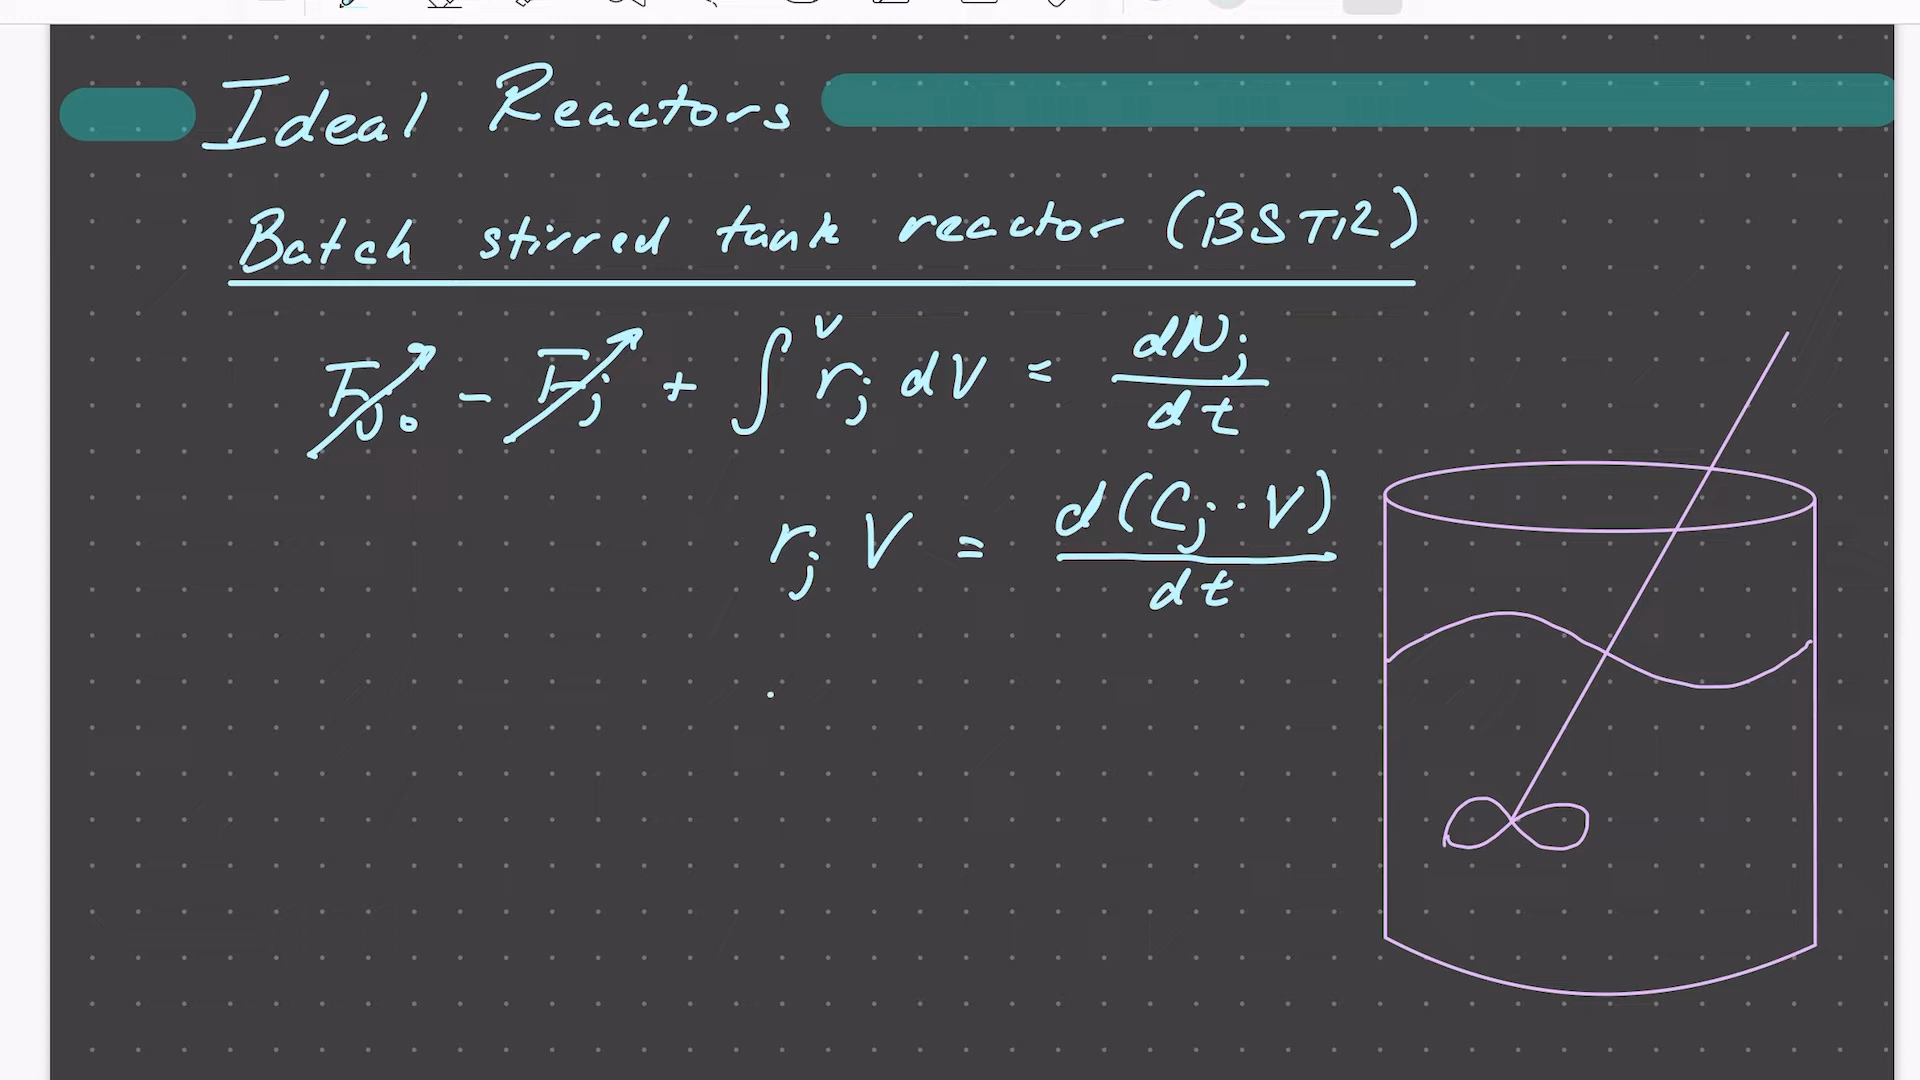 Ideal Reactors
Batch stirred tank reactor (BSTR)
Fj₀ - Fj + ∫ᵛ rj dV = dNj/dt
rj V = d(Cj · V)/dt